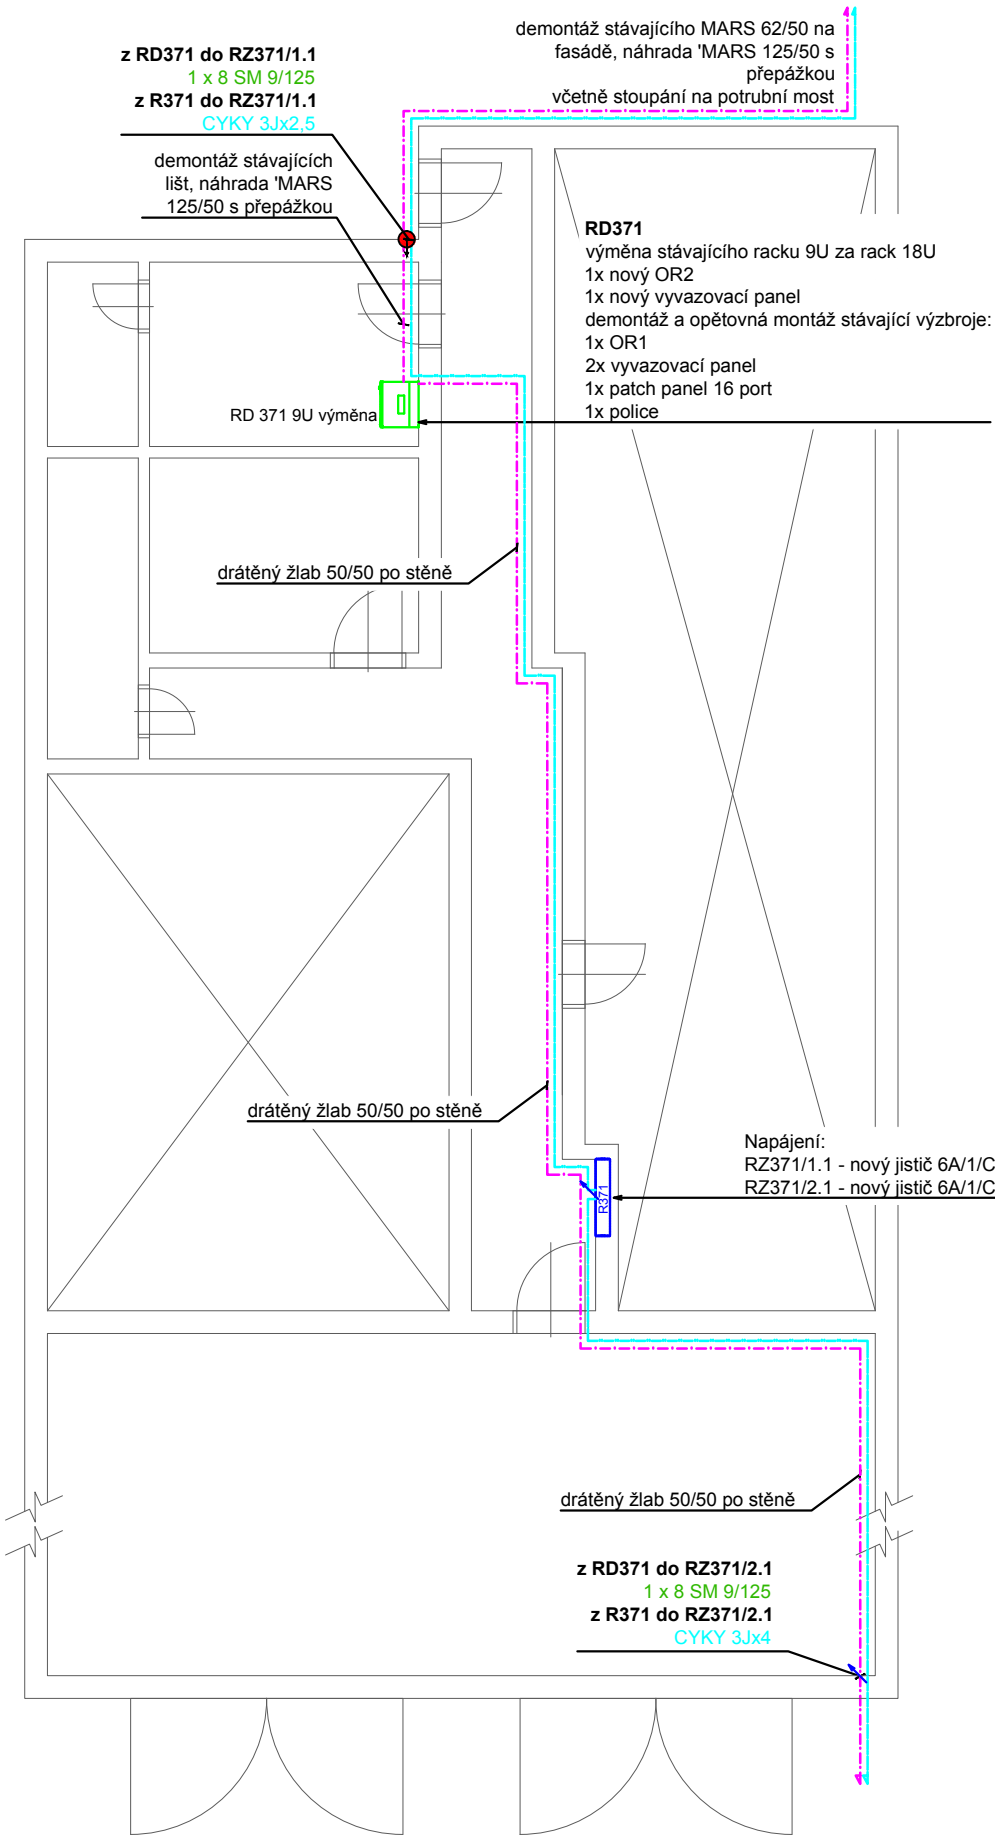 demontáž stávajícího MARS 62/50 na
fasádě, náhrada 'MARS 125/50 s
přepážkou
včetně stoupání na potrubní most
z RD371 do RZ371/1.1
1 x 8 SM 9/125
z R371 do RZ371/1.1
CYKY 3Jx2,5
demontáž stávajících
lišt, náhrada 'MARS
125/50 s přepážkou
RD371
výměna stávajícího racku 9U za rack 18U
1x nový OR2
1x nový vyvazovací panel
demontáž a opětovná montáž stávající výzbroje:
1x OR1
2x vyvazovací panel
1x patch panel 16 port
1x police
RD 371 9U výměna
drátěný žlab 50/50 po stěně
drátěný žlab 50/50 po stěně
Napájení:
RZ371/1.1 - nový jistič 6A/1/C
RZ371/2.1 - nový jistič 6A/1/C
R371
drátěný žlab 50/50 po stěně
z RD371 do RZ371/2.1
1 x 8 SM 9/125
z R371 do RZ371/2.1
CYKY 3Jx4